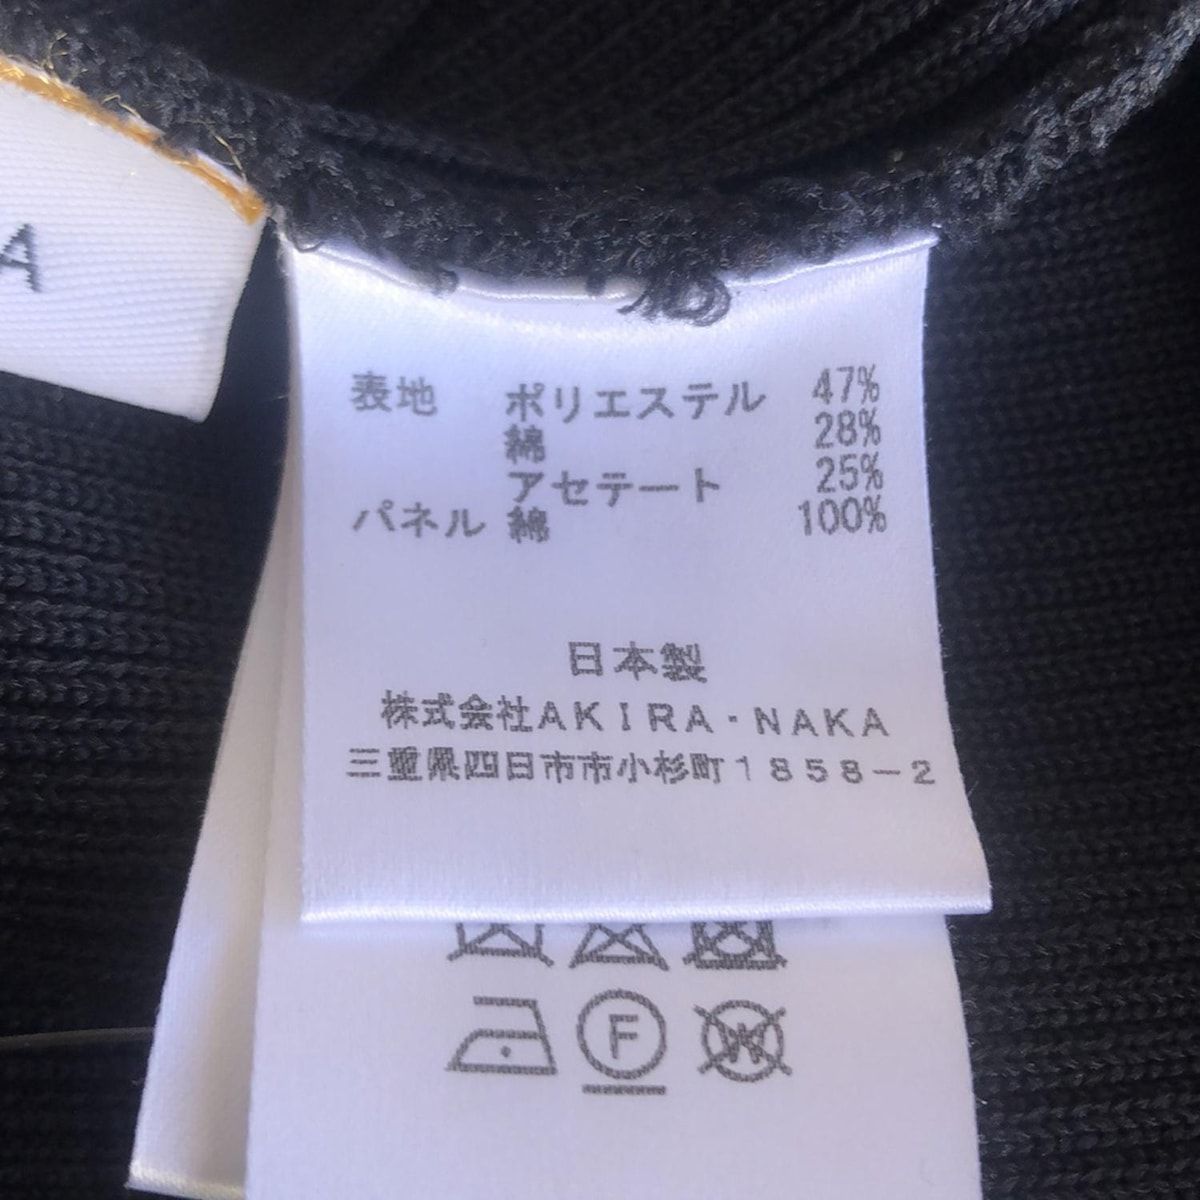 A
表地 ポリエステル 47%
綿 28%
アセテート 25%
パネル 綿 100%
日本製
株式会社AKIRA・NAKA
三重県四日市市小杉町1858-2
F
W